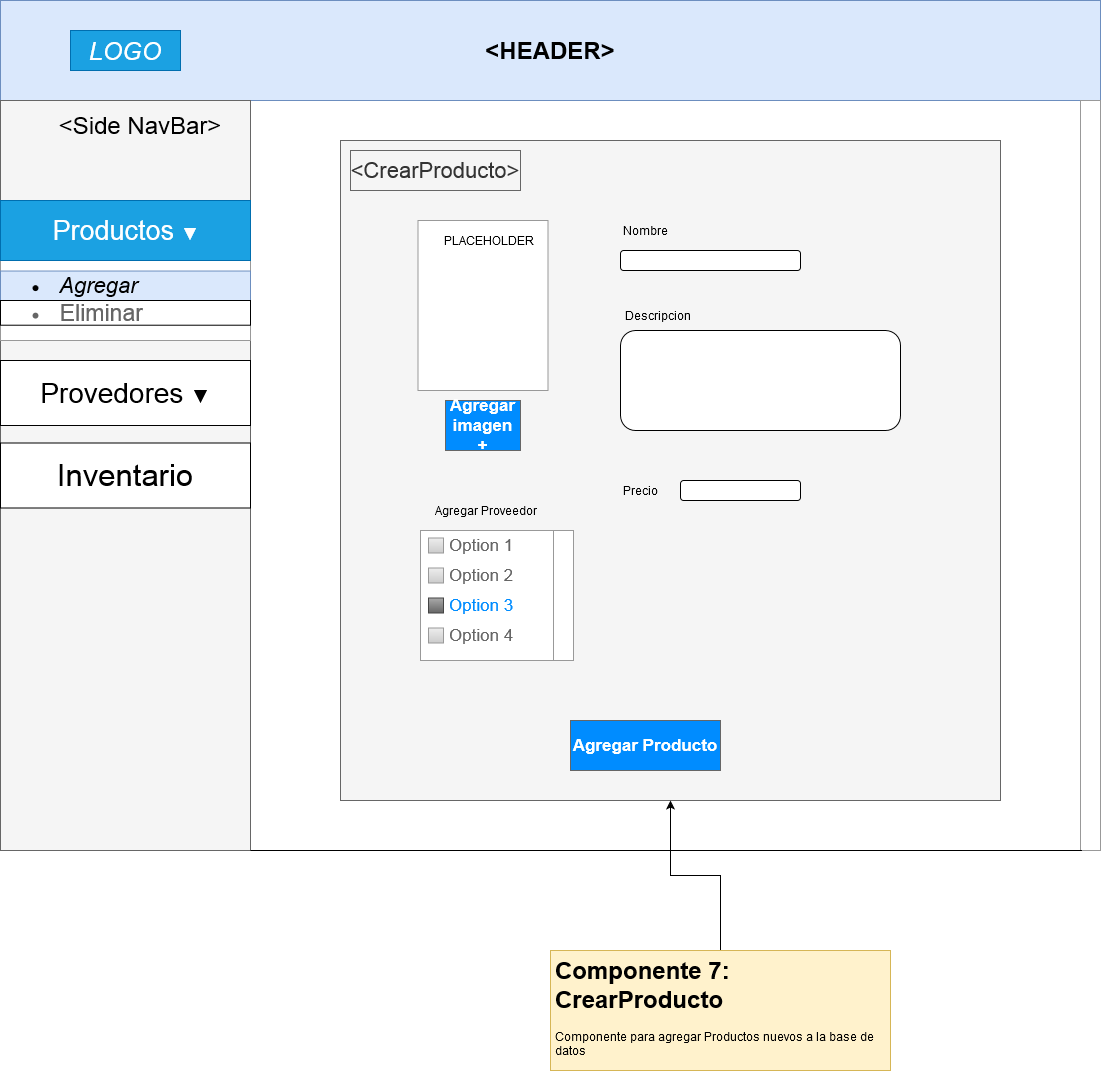 LOGO
<HEADER>
<Side NavBar>
Productos ▼
• Agregar
• Eliminar
Provedores ▼
Inventario
<CrearProducto>
PLACEHOLDER
Agregar
imagen
+
Nombre
Descripcion
Precio
Agregar Proveedor
Option 1
Option 2
Option 3
Option 4
Agregar Producto
Componente 7:
CrearProducto
Componente para agregar Productos nuevos a la base de
datos